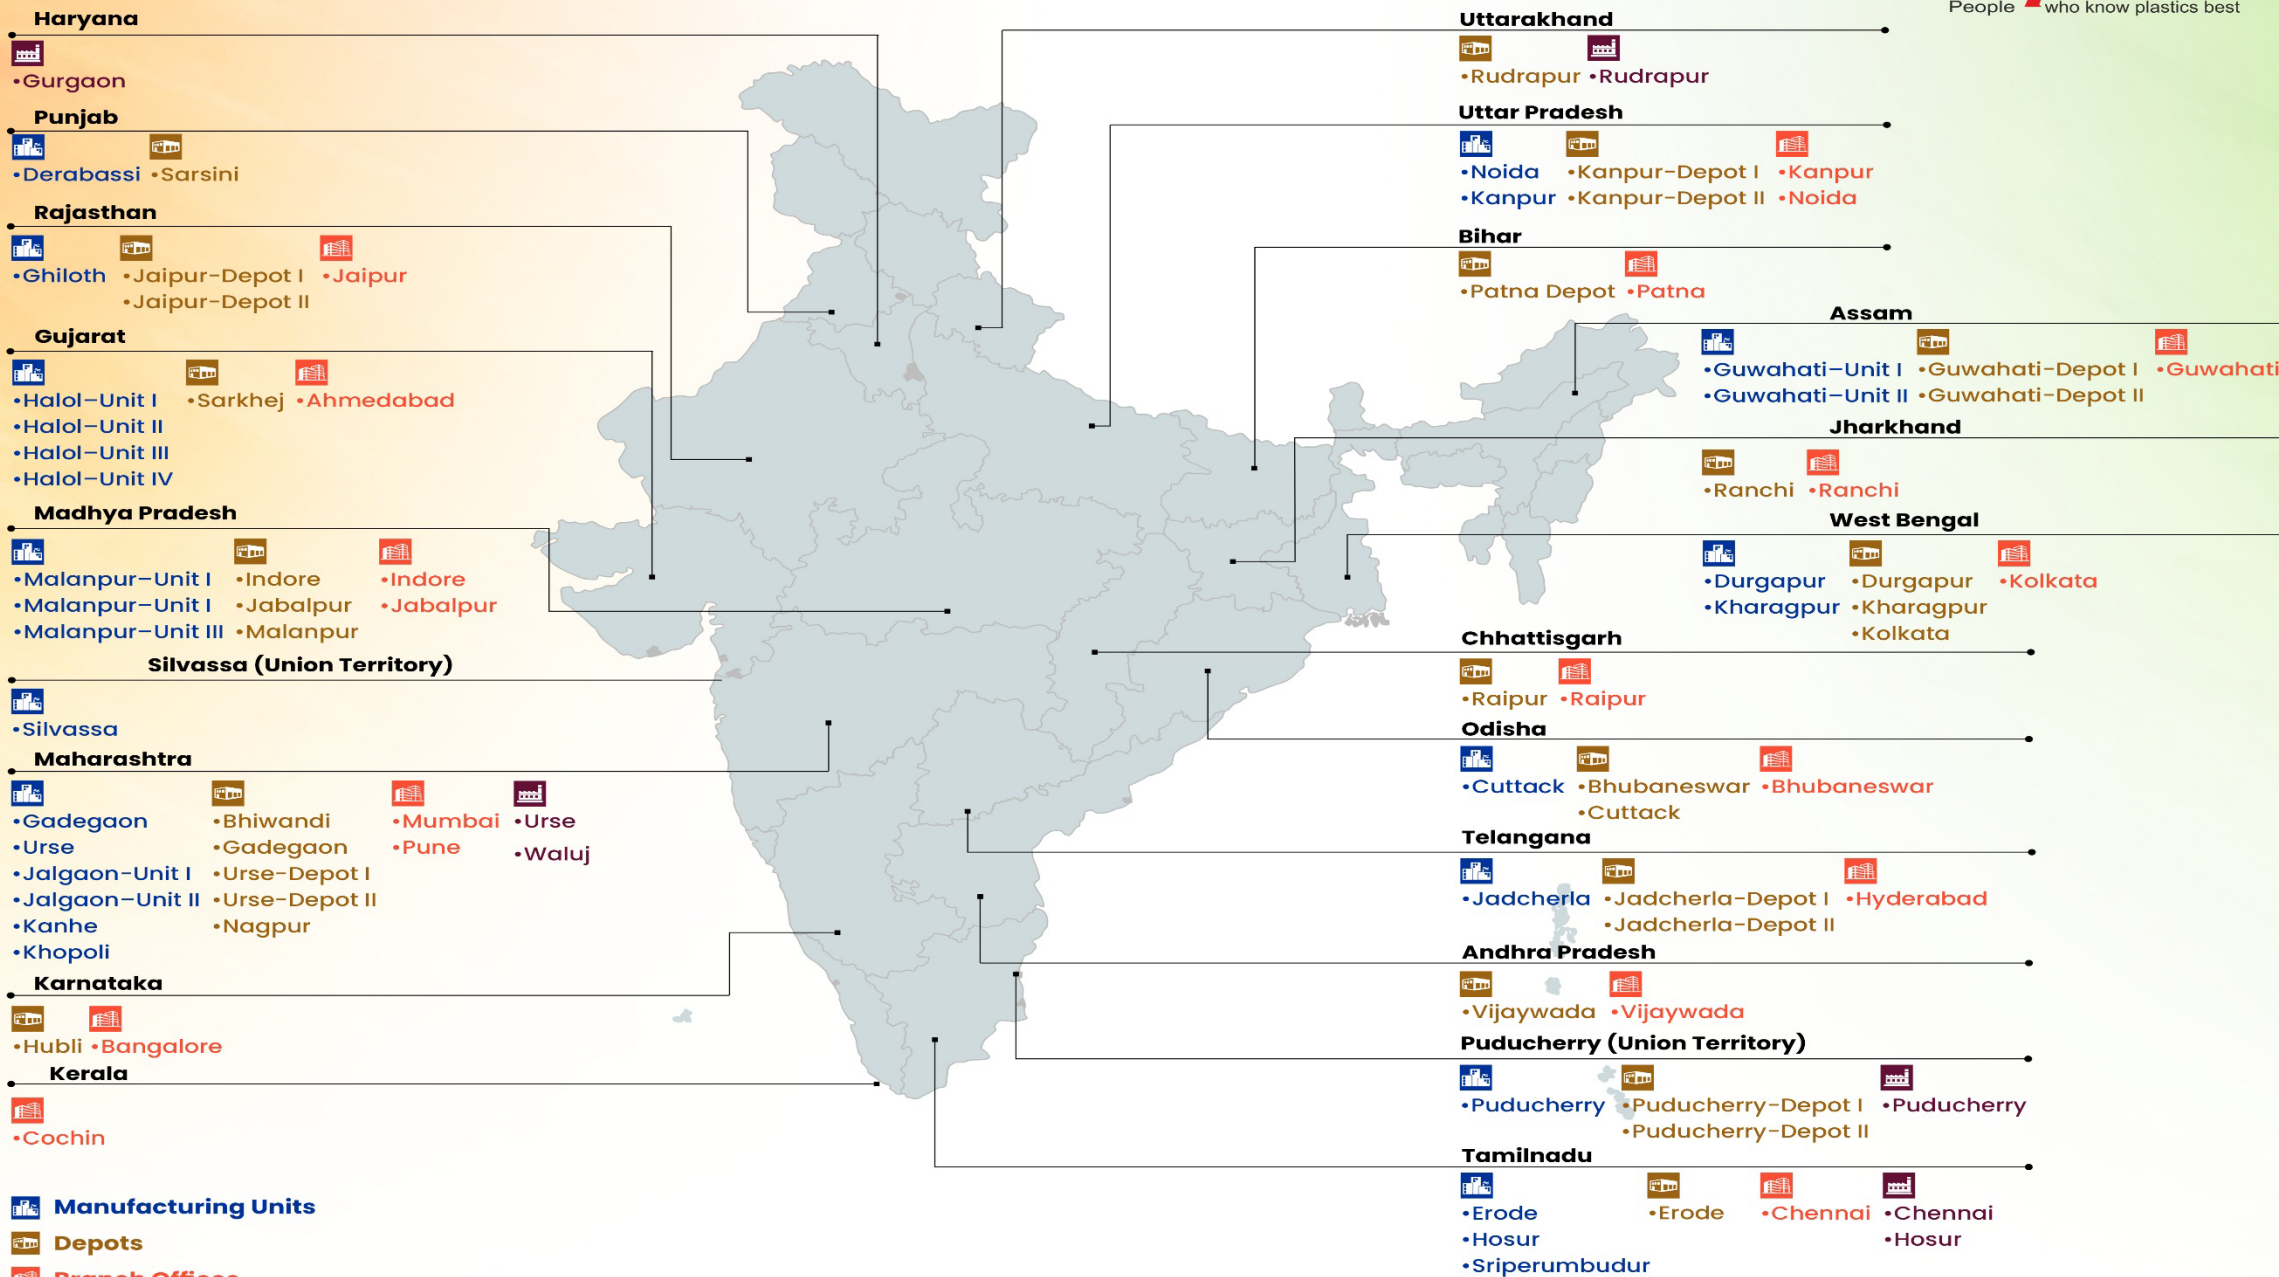 People who know plastics best
Haryana
•Gurgaon
Punjab
•Derabassi •Sarsini
Rajasthan
•Ghiloth •Jaipur-Depot I •Jaipur
•Jaipur-Depot II
Gujarat
•Halol–Unit I •Sarkhej •Ahmedabad
•Halol–Unit II
•Halol–Unit III
•Halol–Unit IV
Madhya Pradesh
•Malanpur–Unit I •Indore •Indore
•Malanpur–Unit I •Jabalpur •Jabalpur
•Malanpur–Unit III •Malanpur
Silvassa (Union Territory)
•Silvassa
Maharashtra
•Gadegaon •Bhiwandi •Mumbai •Urse
•Urse •Gadegaon •Pune •Waluj
•Jalgaon-Unit I •Urse-Depot I
•Jalgaon–Unit II •Urse-Depot II
•Kanhe •Nagpur
•Khopoli
Karnataka
•Hubli •Bangalore
Kerala
•Cochin
Manufacturing Units
Depots
Branch Offices
Uttarakhand
•Rudrapur •Rudrapur
Uttar Pradesh
•Noida •Kanpur-Depot I •Kanpur
•Kanpur •Kanpur-Depot II •Noida
Bihar
•Patna Depot •Patna
Assam
•Guwahati–Unit I •Guwahati-Depot I •Guwahati
•Guwahati–Unit II •Guwahati-Depot II
Jharkhand
•Ranchi •Ranchi
West Bengal
•Durgapur •Durgapur •Kolkata
•Kharagpur •Kharagpur
•Kolkata
Chhattisgarh
•Raipur •Raipur
Odisha
•Cuttack •Bhubaneswar •Bhubaneswar
•Cuttack
Telangana
•Jadcherla •Jadcherla-Depot I •Hyderabad
•Jadcherla-Depot II
Andhra Pradesh
•Vijaywada •Vijaywada
Puducherry (Union Territory)
•Puducherry •Puducherry-Depot I •Puducherry
•Puducherry-Depot II
Tamilnadu
•Erode •Erode •Chennai •Chennai
•Hosur •Hosur
•Sriperumbudur